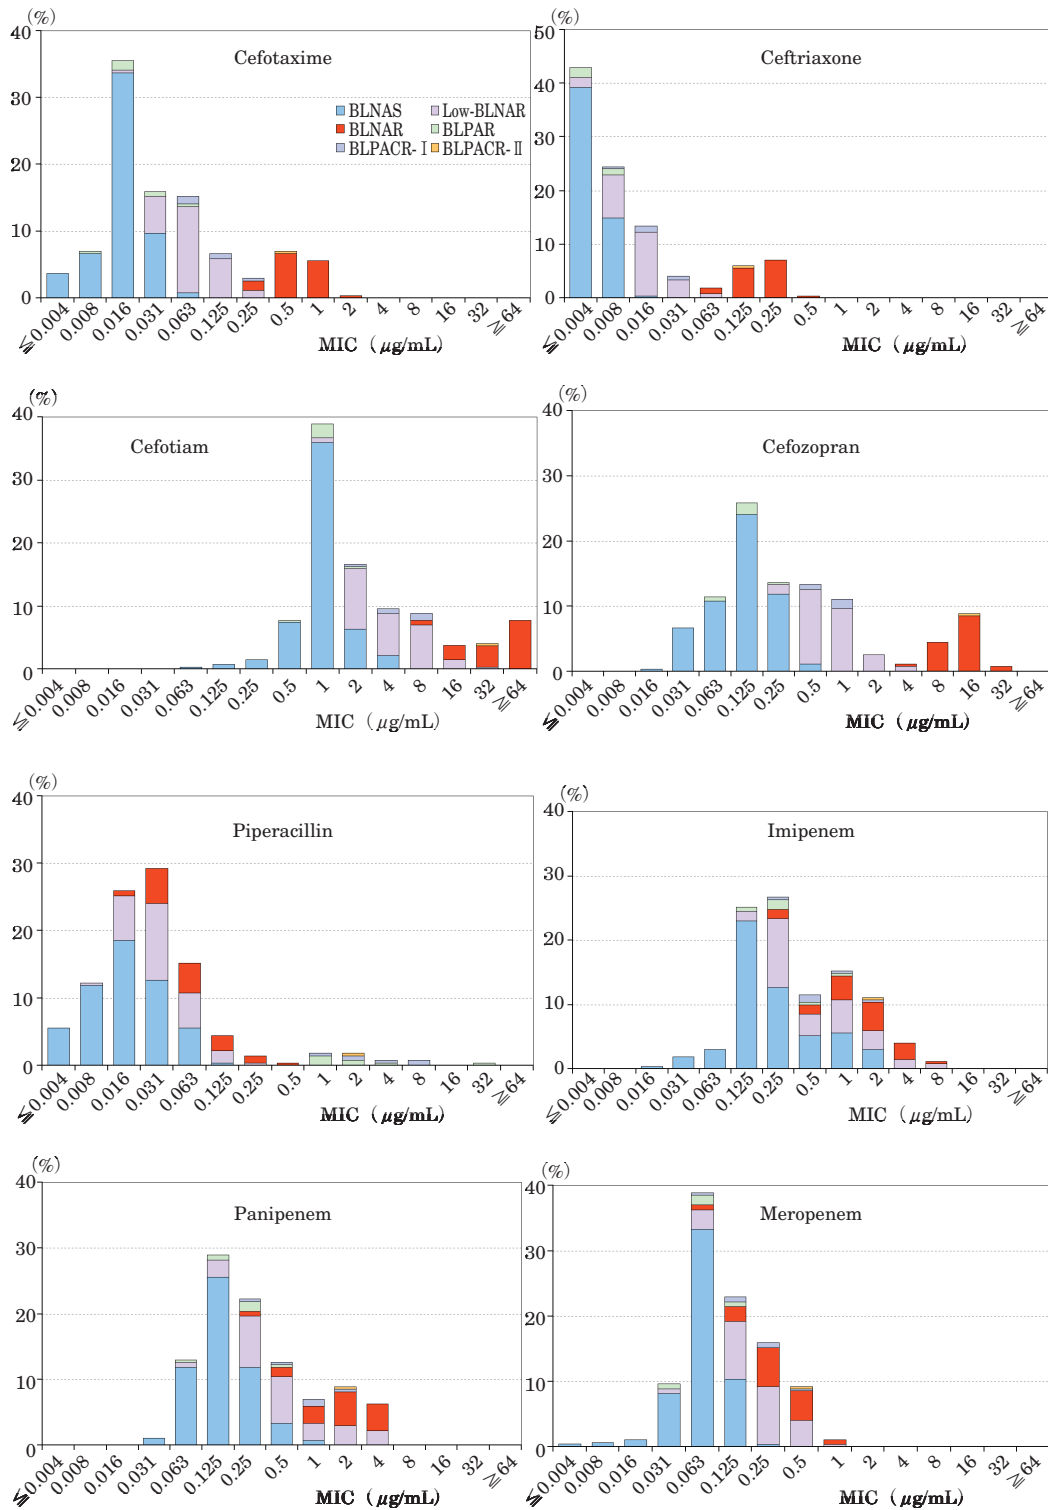 (%)
40
30
20
10
0
Cefotaxime
BLNAS Low-BLNAR
BLNAR BLPAR
BLPACR-Ⅰ BLPACR-Ⅱ
≦0.004 0.008 0.016 0.031 0.063 0.125 0.25 0.5 1 2 4 8 16 32 ≧64
MIC (μg/mL)
(%)
50
40
30
20
10
0
Ceftriaxone
≦0.004 0.008 0.016 0.031 0.063 0.125 0.25 0.5 1 2 4 8 16 32 ≧64
MIC (μg/mL)
(%)
40
30
20
10
0
Cefotiam
≦0.004 0.008 0.016 0.031 0.063 0.125 0.25 0.5 1 2 4 8 16 32 ≧64
MIC (μg/mL)
(%)
40
30
20
10
0
Cefozopran
≦0.004 0.008 0.016 0.031 0.063 0.125 0.25 0.5 1 2 4 8 16 32 ≧64
MIC (μg/mL)
(%)
40
30
20
10
0
Piperacillin
≦0.004 0.008 0.016 0.031 0.063 0.125 0.25 0.5 1 2 4 8 16 32 ≧64
MIC (μg/mL)
(%)
40
30
20
10
0
Imipenem
≦0.004 0.008 0.016 0.031 0.063 0.125 0.25 0.5 1 2 4 8 16 32 ≧64
MIC (μg/mL)
(%)
40
30
20
10
0
Panipenem
≦0.004 0.008 0.016 0.031 0.063 0.125 0.25 0.5 1 2 4 8 16 32 ≧64
MIC (μg/mL)
(%)
40
30
20
10
0
Meropenem
≦0.004 0.008 0.016 0.031 0.063 0.125 0.25 0.5 1 2 4 8 16 32 ≧64
MIC (μg/mL)